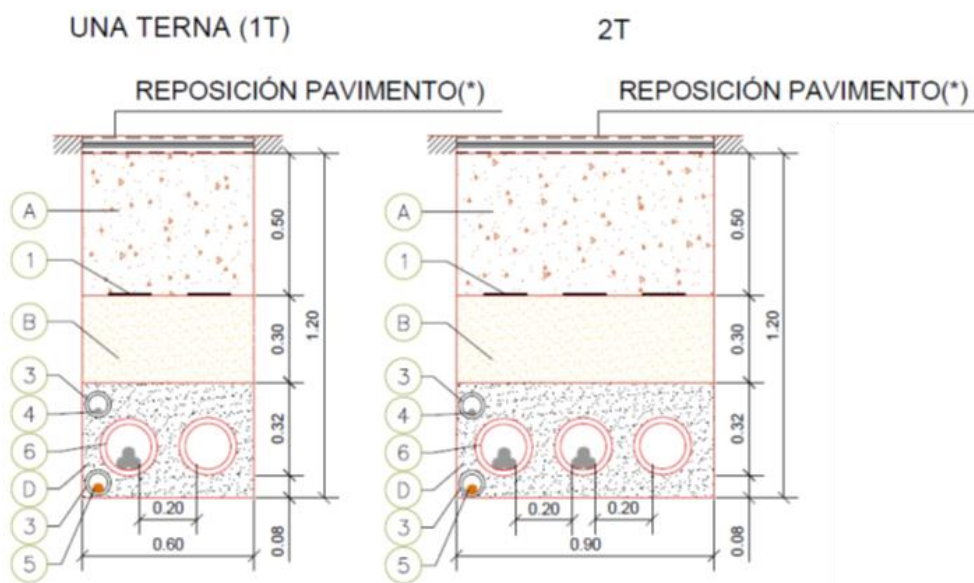 UNA TERNA (1T)
2T
REPOSICIÓN PAVIMENTO(*)
REPOSICIÓN PAVIMENTO(*)
A
1
B
3
4
6
D
3
5
0.50
0.30
0.32
0.08
1.20
0.20
0.60
A
1
B
3
4
6
D
3
5
0.50
0.30
0.32
0.08
1.20
0.20
0.20
0.90